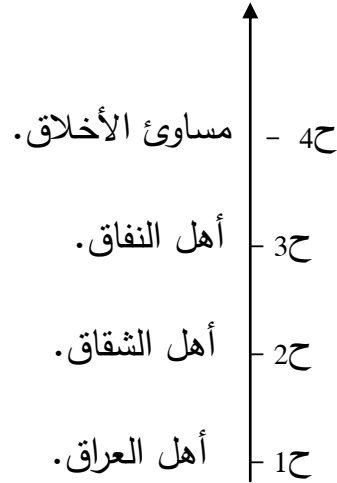 ح4 - مساوئ الأخلاق.
ح3 - أهل النفاق.
ح2 - أهل الشقاق.
ح1 - أهل العراق.